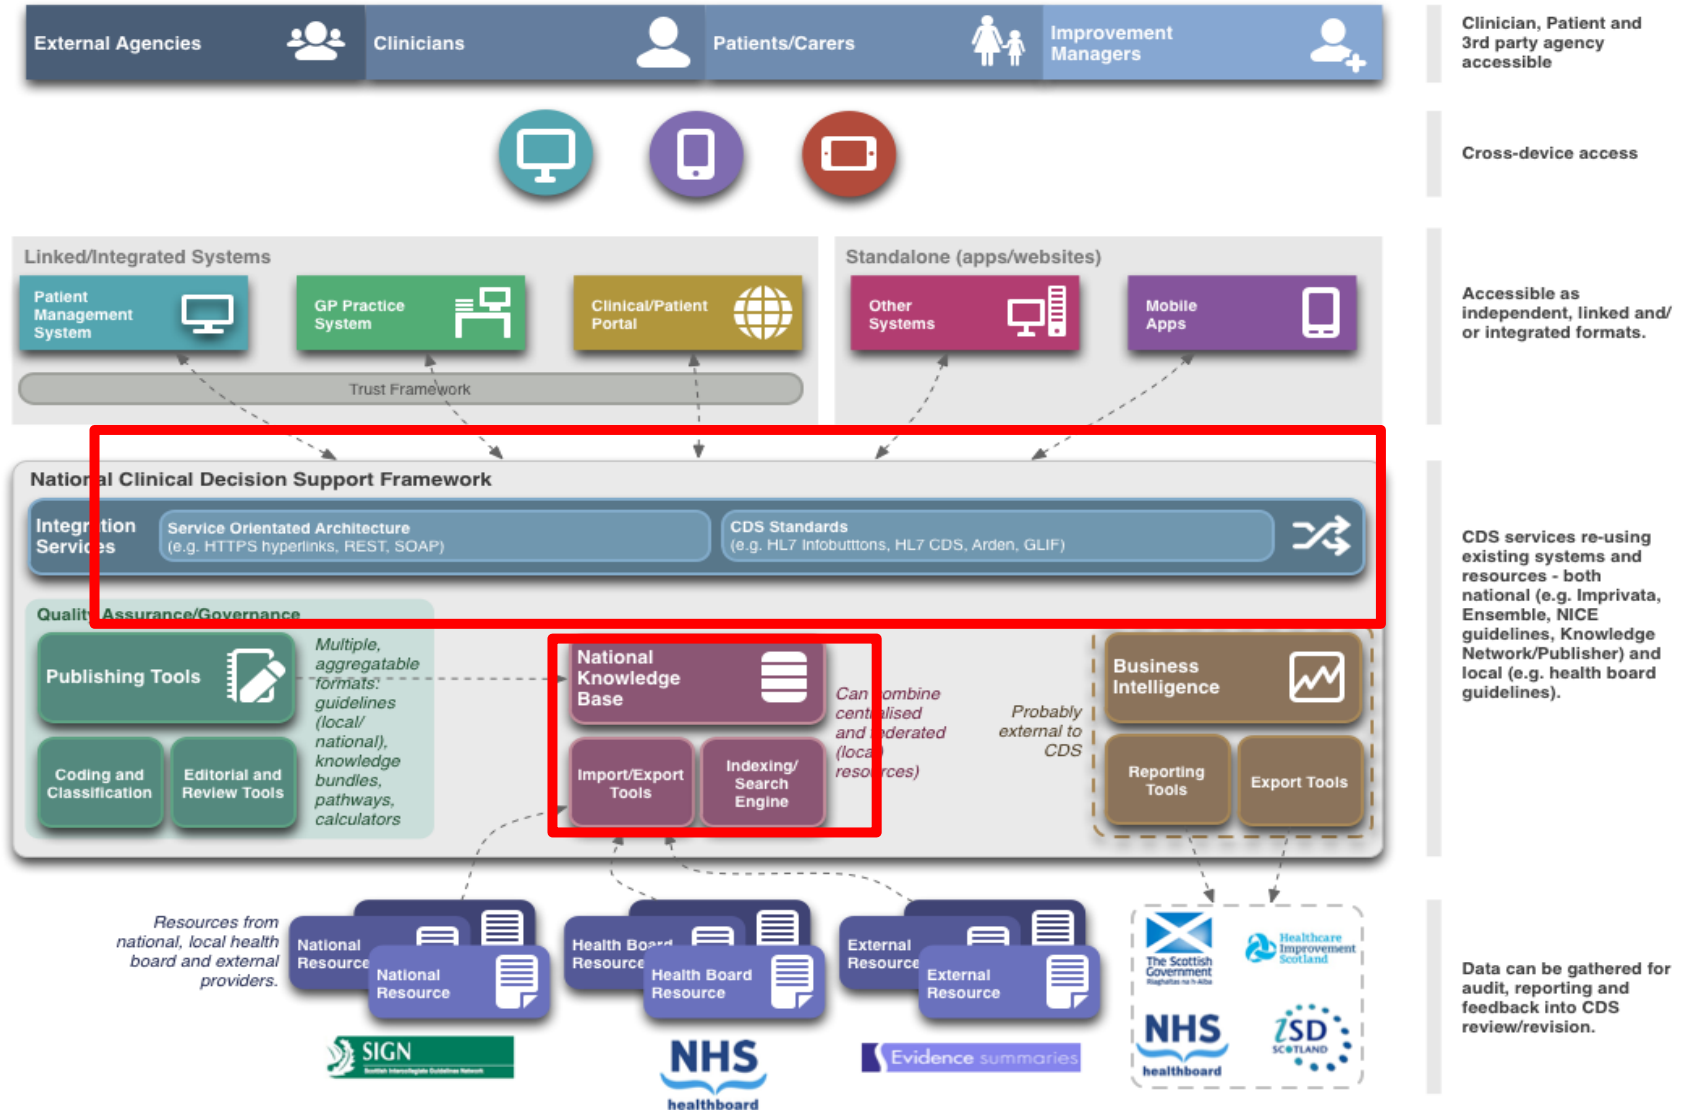 External Agencies
Clinicians
Patients/Carers
Improvement
Managers
Clinician, Patient and
3rd party agency
accessible
Cross-device access
Linked/Integrated Systems
Patient
Management
System
GP Practice
System
Clinical/Patient
Portal
Standalone (apps/websites)
Other
Systems
Mobile
Apps
Trust Framework
Accessible as
independent, linked and/
or integrated formats.
National Clinical Decision Support Framework
Integration
Services
Service Orientated Architecture
(e.g. HTTPS hyperlinks, REST, SOAP)
CDS Standards
(e.g. HL7 Infobutttons, HL7 CDS, Arden, GLIF)
CDS services re-using
existing systems and
resources - both
national (e.g. Imprivata,
Ensemble, NICE
guidelines, Knowledge
Network/Publisher) and
local (e.g. health board
guidelines).
Quality Assurance/Governance
Publishing Tools
Coding and
Classification
Editorial and
Review Tools
Multiple,
aggregatable
formats:
guidelines
(local/
national),
knowledge
bundles,
pathways,
calculators
National
Knowledge
Base
Import/Export
Tools
Indexing/
Search
Engine
Can combine
centralised
and federated
(local
resources)
Probably
external to
CDS
Business
Intelligence
Reporting
Tools
Export Tools
Resources from
national, local health
board and external
providers.
National
Resource
National
Resource
Health Board
Resource
Health Board
Resource
External
Resource
External
Resource
SIGN
Scottish Intercollegiate Guidelines Network
NHS
healthboard
Evidence summaries
The Scottish
Government
Riaghaltas na h-Alba
Healthcare
Improvement
Scotland
NHS
healthboard
iSD
SCOTLAND
Data can be gathered for
audit, reporting and
feedback into CDS
review/revision.